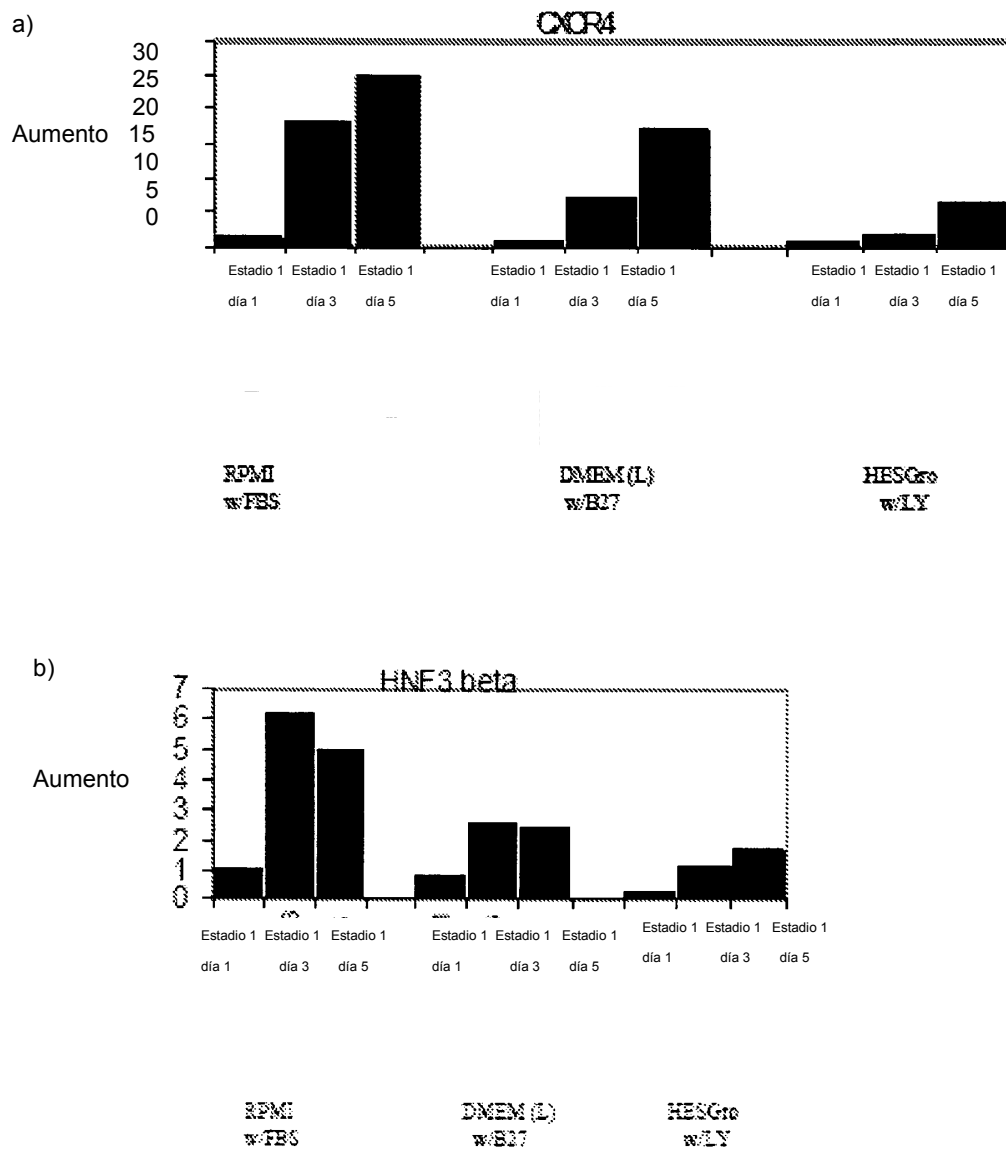 a)
CXCR4
30
25
20
Aumento
15
10
5
0
Estadio 1 Estadio 1 Estadio 1 Estadio 1 Estadio 1 Estadio 1 Estadio 1 Estadio 1 Estadio 1
día 1 día 3 día 5 día 1 día 3 día 5 día 1 día 3 día 5
RPMI DMEM (L) HESGro
w/FBS w/B27 w/LY
b)
HNF3 beta
7
6
5
Aumento
4
3
2
1
0
Estadio 1 Estadio 1 Estadio 1 Estadio 1 Estadio 1 Estadio 1 Estadio 1 Estadio 1 Estadio 1
día 1 día 3 día 5 día 1 día 3 día 5 día 1 día 3 día 5
RPMI DMEM (L) HESGro
w/FBS w/B27 w/LY